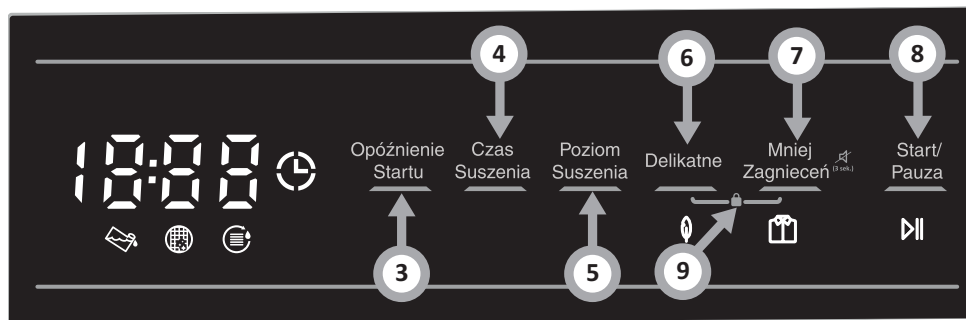 4
6
7
8
18:88
Opóźnienie
Startu
Czas
Suszenia
Poziom
Suszenia
Delikatne
Mniej
Zagnieceń (3 sek.)
Start/
Pauza
3
5
9